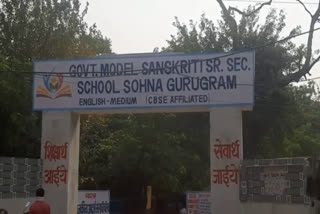 GOVT. MODEL SANSKRITI SR. SEC.
SCHOOL SOHNA GURUGRAM
ENGLISH-MEDIUM (CBSE AFFILIATED)
शिक्षार्थ
आईये
सेवार्थ
जाईये